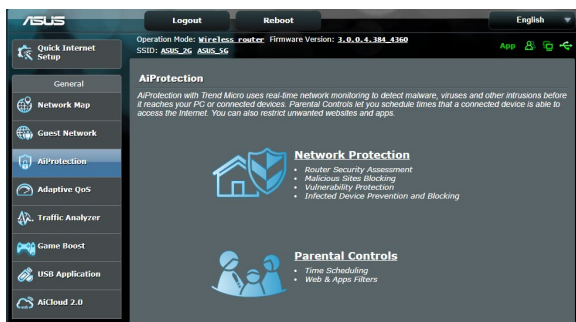 ASUS
Logout
Reboot
English
Quick Internet
Setup
Operation Mode: Wireless router Firmware Version: 3.0.0.4.384_4360
SSID: ASUS_2G ASUS_5G
App
General
Network Map
Guest Network
AiProtection
Adaptive QoS
Traffic Analyzer
Game Boost
USB Application
AiCloud 2.0
AiProtection
AiProtection with Trend Micro uses real-time network monitoring to detect malware, viruses and other intrusions before
it reaches your PC or connected devices. Parental Controls let you schedule times that a connected device is able to
access the Internet. You can also restrict unwanted websites and apps.
Network Protection
• Router Security Assessment
• Malicious Sites Blocking
• Vulnerability Protection
• Infected Device Prevention and Blocking
Parental Controls
• Time Scheduling
• Web & Apps Filters